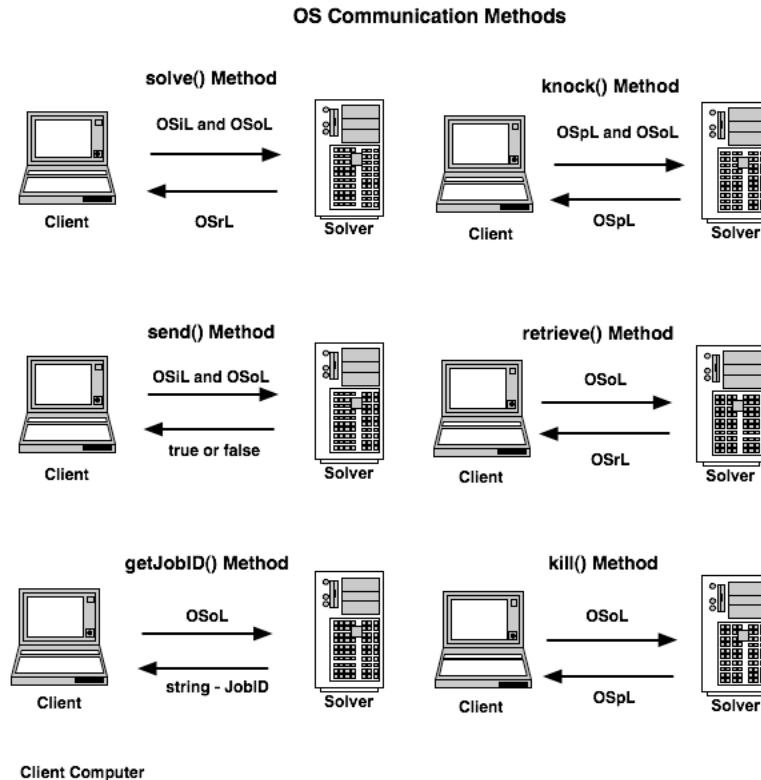 OS Communication Methods
solve() Method
OSiL and OSoL
OSrL
Client
Solver
knock() Method
OSpL and OSoL
OSpL
Client
Solver
send() Method
OSiL and OSoL
true or false
Client
Solver
retrieve() Method
OSoL
OSrL
Client
Solver
getJobID() Method
OSoL
string - JobID
Client
Solver
kill() Method
OSoL
OSpL
Client
Solver
Client Computer